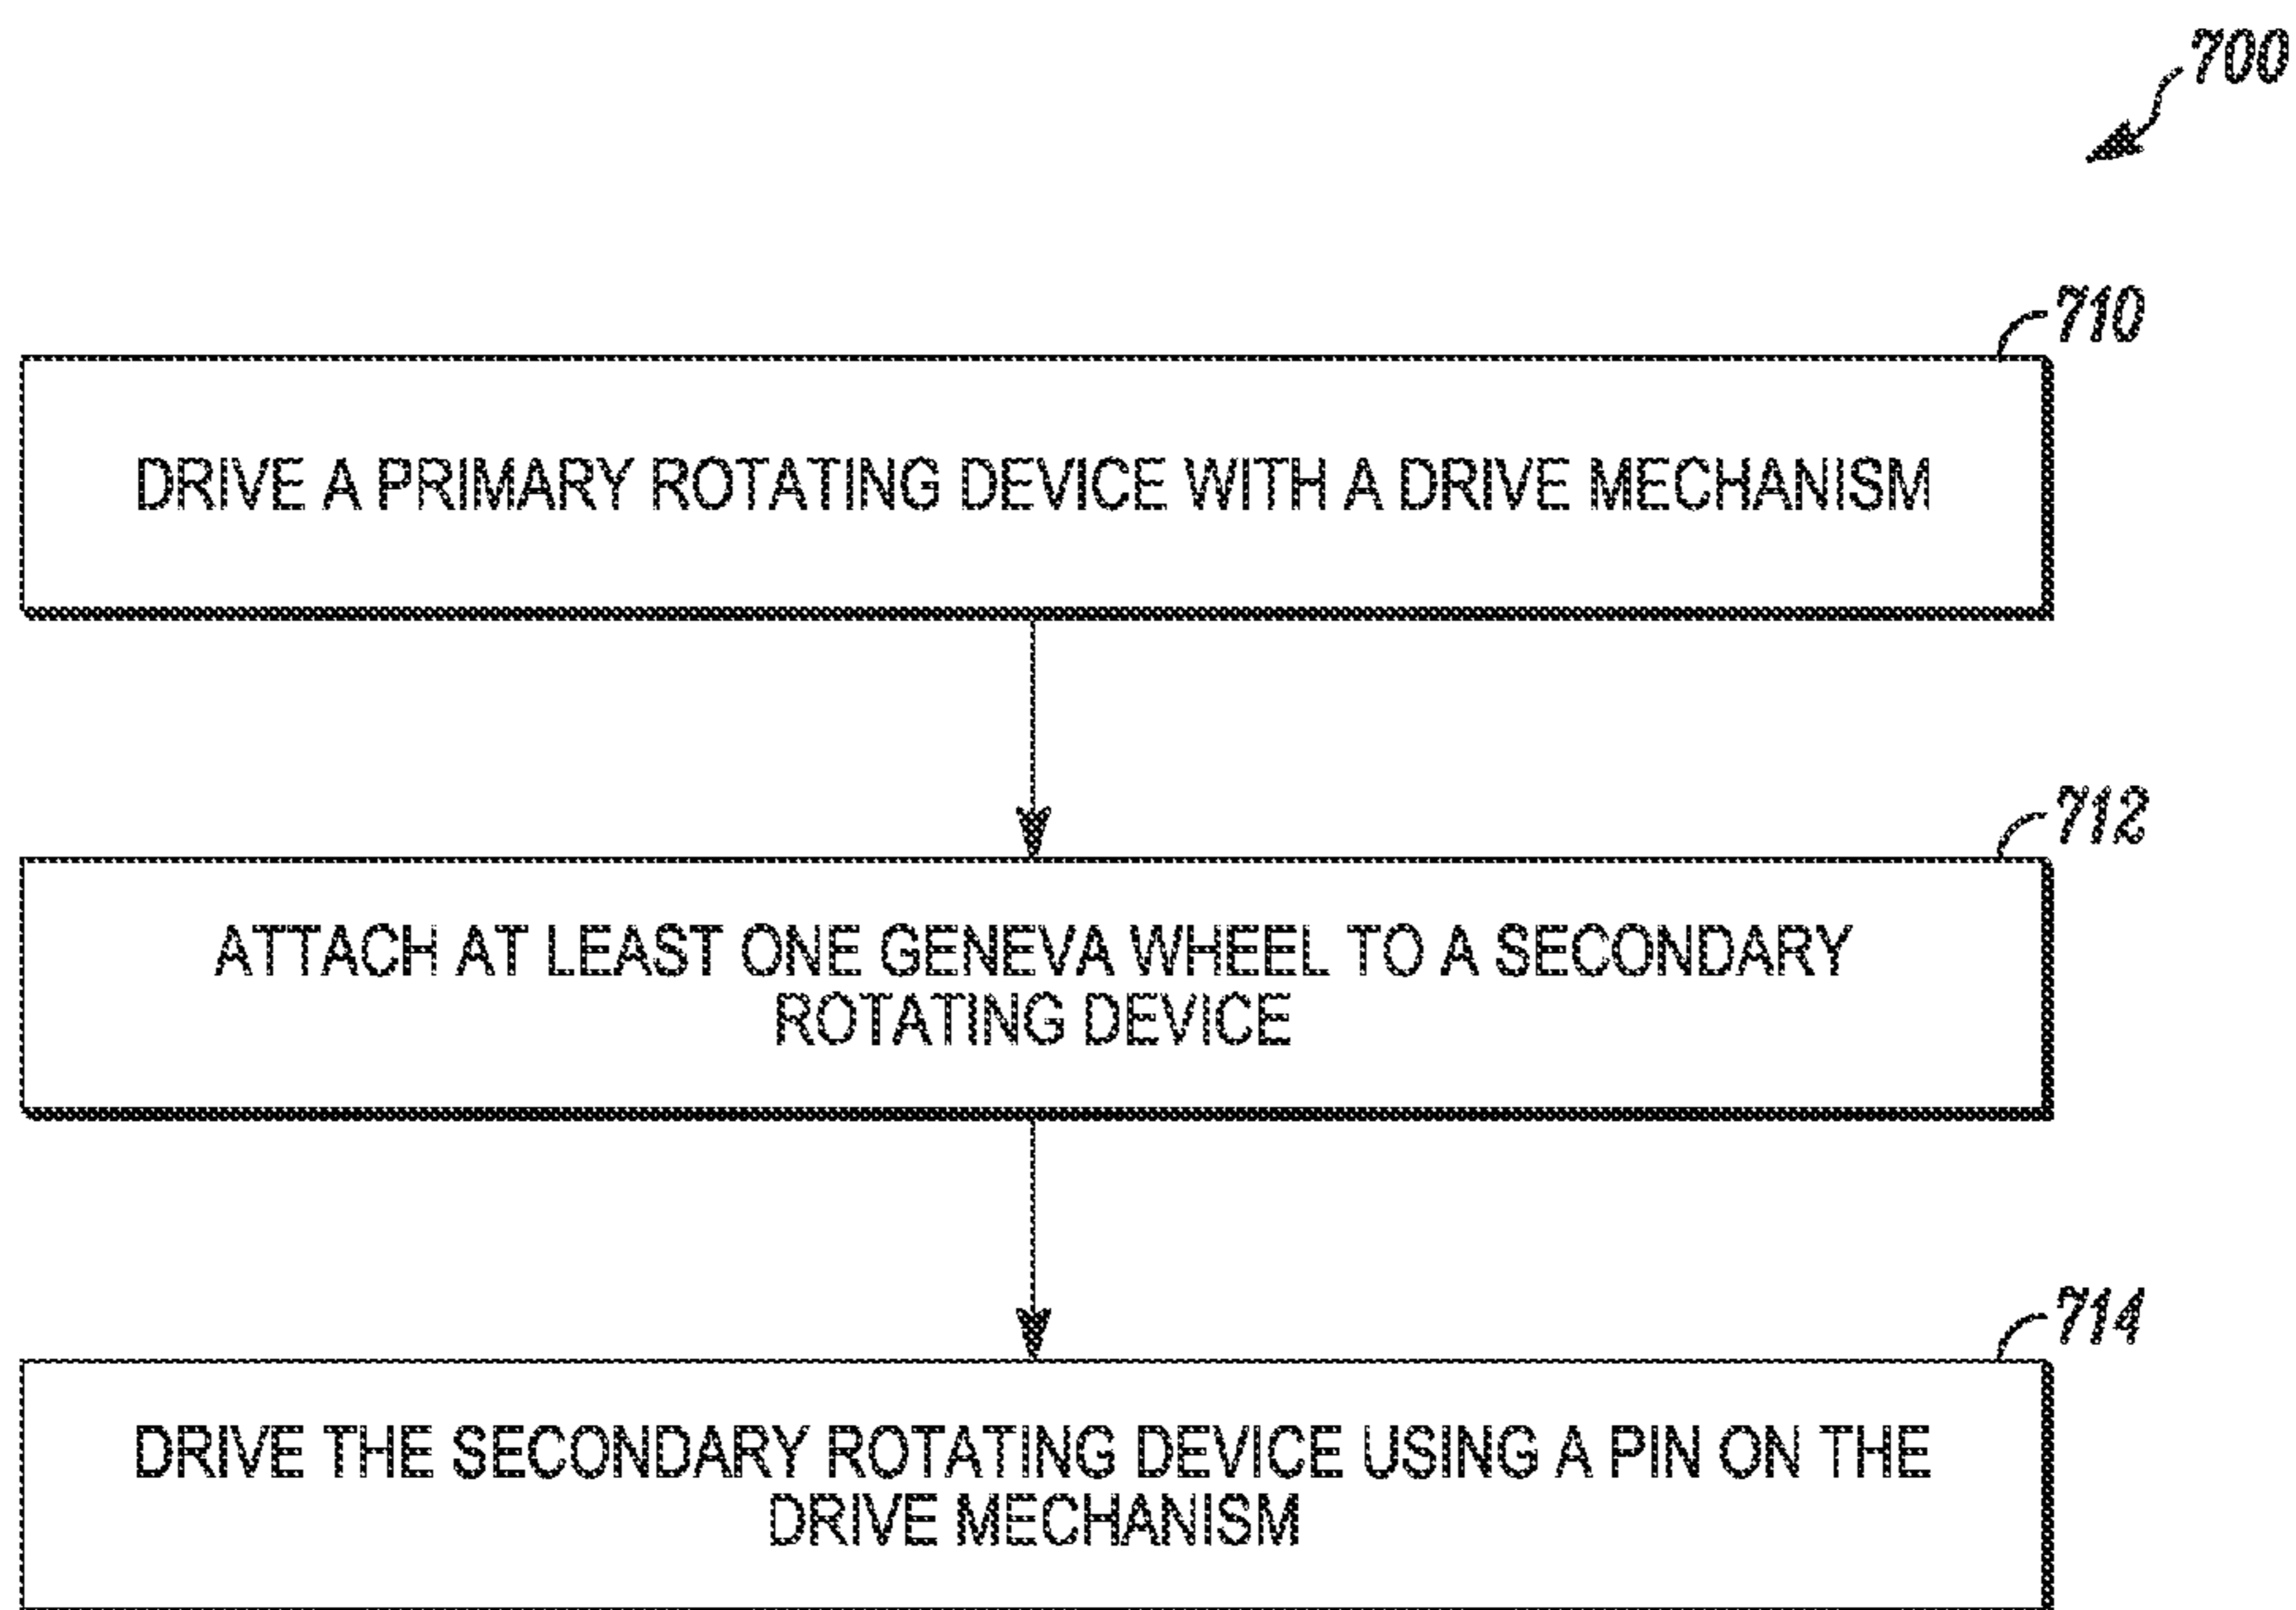 700
710
DRIVE A PRIMARY ROTATING DEVICE WITH A DRIVE MECHANISM
712
ATTACH AT LEAST ONE GENEVA WHEEL TO A SECONDARY
ROTATING DEVICE
714
DRIVE THE SECONDARY ROTATING DEVICE USING A PIN ON THE
DRIVE MECHANISM